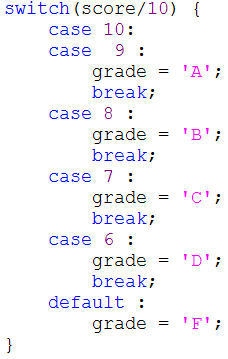 switch(score/10) {
    case 10:
    case  9 :
        grade = 'A';
        break;
    case 8 :
        grade = 'B';
        break;
    case 7 :
        grade = 'C';
        break;
    case 6 :
        grade = 'D';
        break;
    default :
        grade = 'F';
}